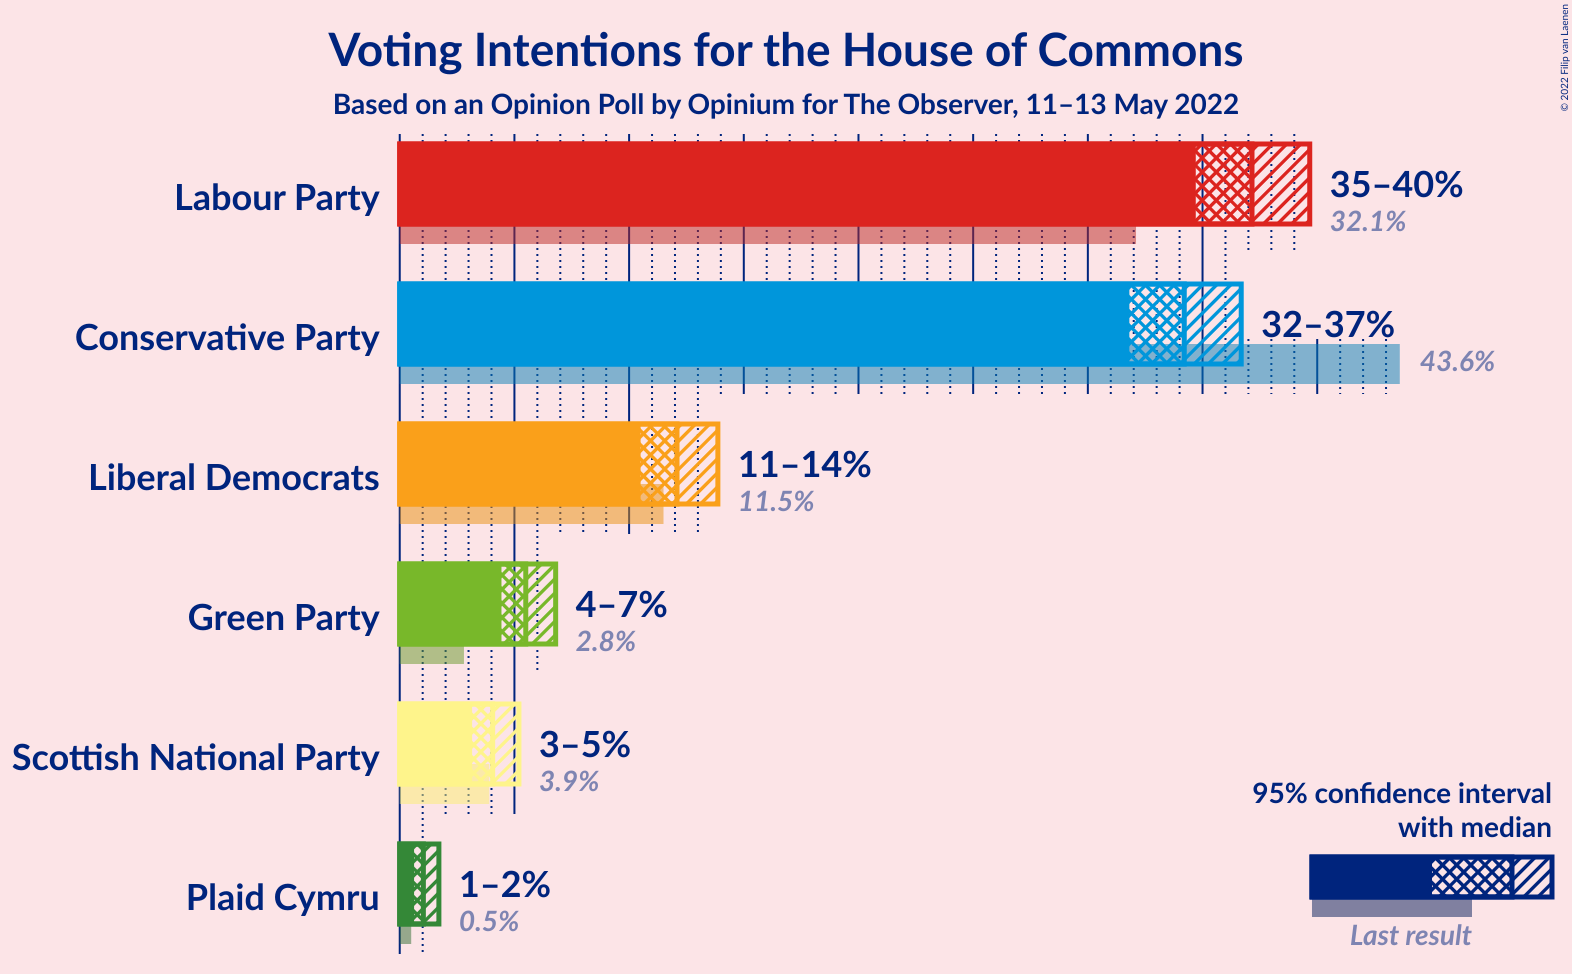 Voting Intentions for the House of Commons
Based on an Opinion Poll by Opinium for The Observer, 11–13 May 2022
© 2022 Filip van Laenen
Labour Party
35–40%
32.1%
Conservative Party
32–37%
43.6%
Liberal Democrats
11–14%
11.5%
Green Party
4–7%
2.8%
Scottish National Party
3–5%
3.9%
Plaid Cymru
1–2%
0.5%
95% confidence interval
with median
Last result